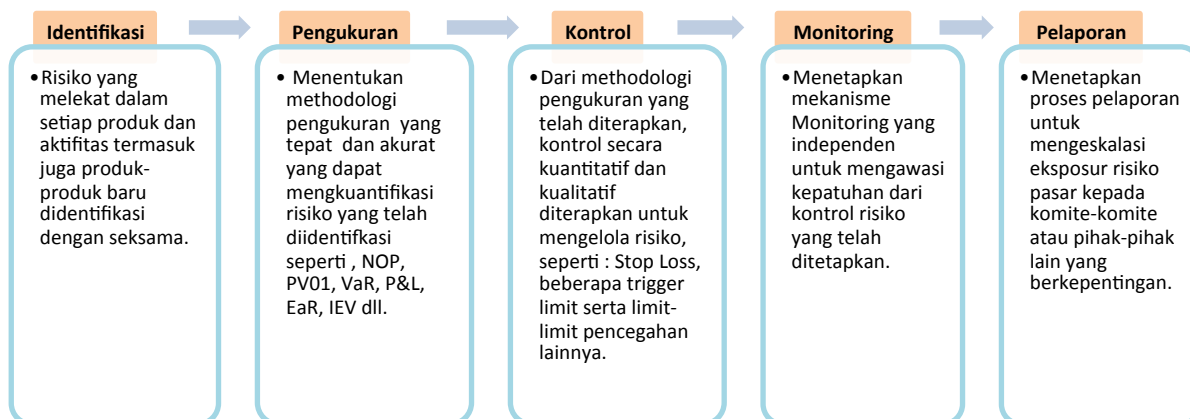 Identifikasi
•Risiko yang
melekat dalam
setiap produk dan
aktifitas termasuk
juga produk-
produk baru
didentifikasi
dengan seksama.
Pengukuran
• Menentukan
methodologi
pengukuran yang
tepat dan akurat
yang dapat
mengkuantifikasi
risiko yang telah
diidentifkasi
seperti , NOP,
PV01, VaR, P&L,
EaR, IEV dll.
Kontrol
•Dari methodologi
pengukuran yang
telah diterapkan,
kontrol secara
kuantitatif dan
kualitatif
diterapkan untuk
mengelola risiko,
seperti : Stop Loss,
beberapa trigger
limit serta limit-
limit pencegahan
lainnya.
Monitoring
•Menetapkan
mekanisme
Monitoring yang
independen
untuk mengawasi
kepatuhan dari
kontrol risiko
yang telah
ditetapkan.
Pelaporan
•Menetapkan
proses pelaporan
untuk
mengeskalasi
eksposur risiko
pasar kepada
komite-komite
atau pihak-pihak
lain yang
berkepentingan.